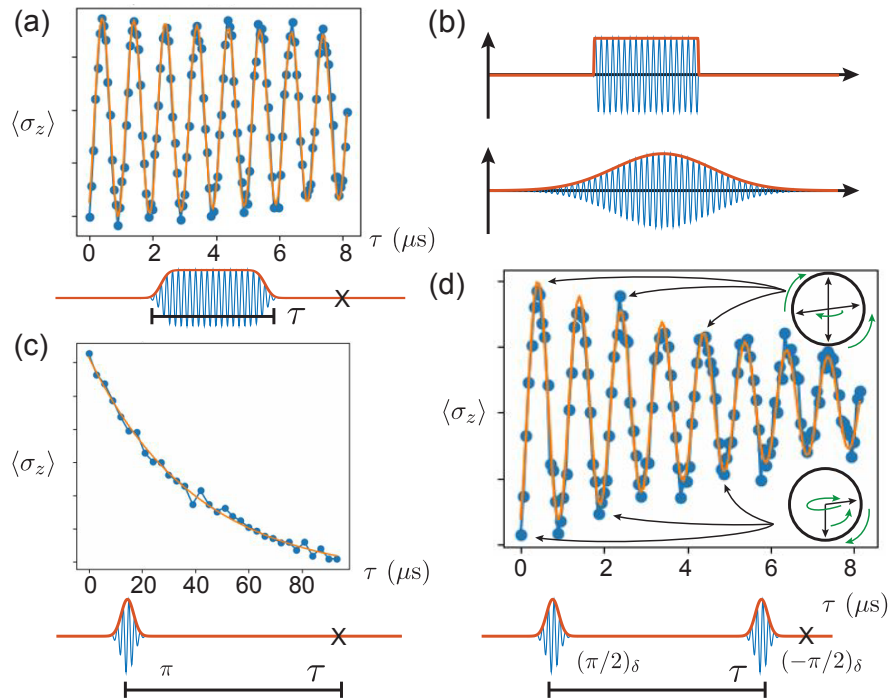 (a)
⟨σ_z⟩
0 2 4 6 8 τ (μs)
τ X
(b)
(c)
⟨σ_z⟩
0 20 40 60 80 τ (μs)
π τ X
(d)
⟨σ_z⟩
0 2 4 6 8
τ (μs)
(π/2)_δ τ X (−π/2)_δ